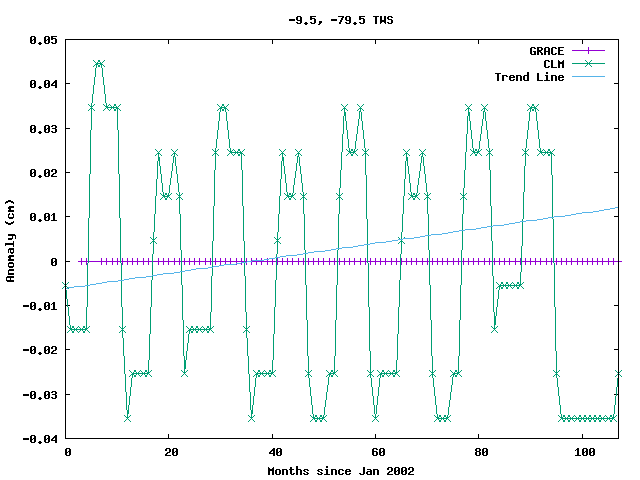 -9.5, -79.5 TWS
GRACE
CLM
Trend Line
0.05
0.04
0.03
0.02
0.01
0
-0.01
-0.02
-0.03
-0.04
Anomaly (cm)
0 20 40 60 80 100
Months since Jan 2002